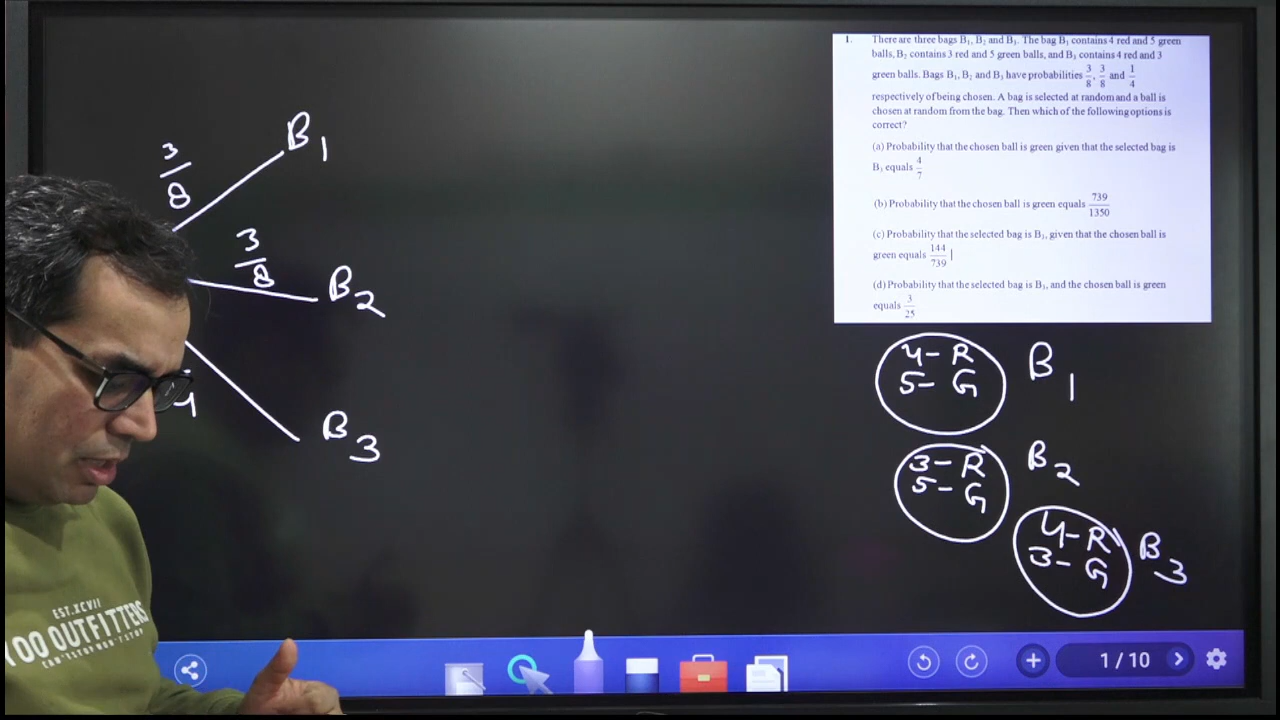 1. There are three bags B₁, B₂ and B₃. The bag B₁ contains 4 red and 5 green
balls, B₂ contains 3 red and 5 green balls, and B₃ contains 4 red and 3
green balls. Bags B₁, B₂ and B₃ have probabilities 3/8, 3/8 and 1/4
respectively of being chosen. A bag is selected at random and a ball is
chosen at random from the bag. Then which of the following options is
correct?
(a) Probability that the chosen ball is green given that the selected bag is
equals 4/7
(b) Probability that the chosen ball is green equals 739/1350
(c) Probability that the selected bag is given that the chosen ball is
green equals 144/739
(d) Probability that the selected bag is and the chosen ball is green
equals 3/25
3/8 B₁
3/8 B₂
4 B₃
4- R B₁
5- G
3- R B₂
5- G
4- R B₃
3- G
EST.XCVII
100 OUTFITTERS
CAN'T STOP WON'T STOP
1 / 10